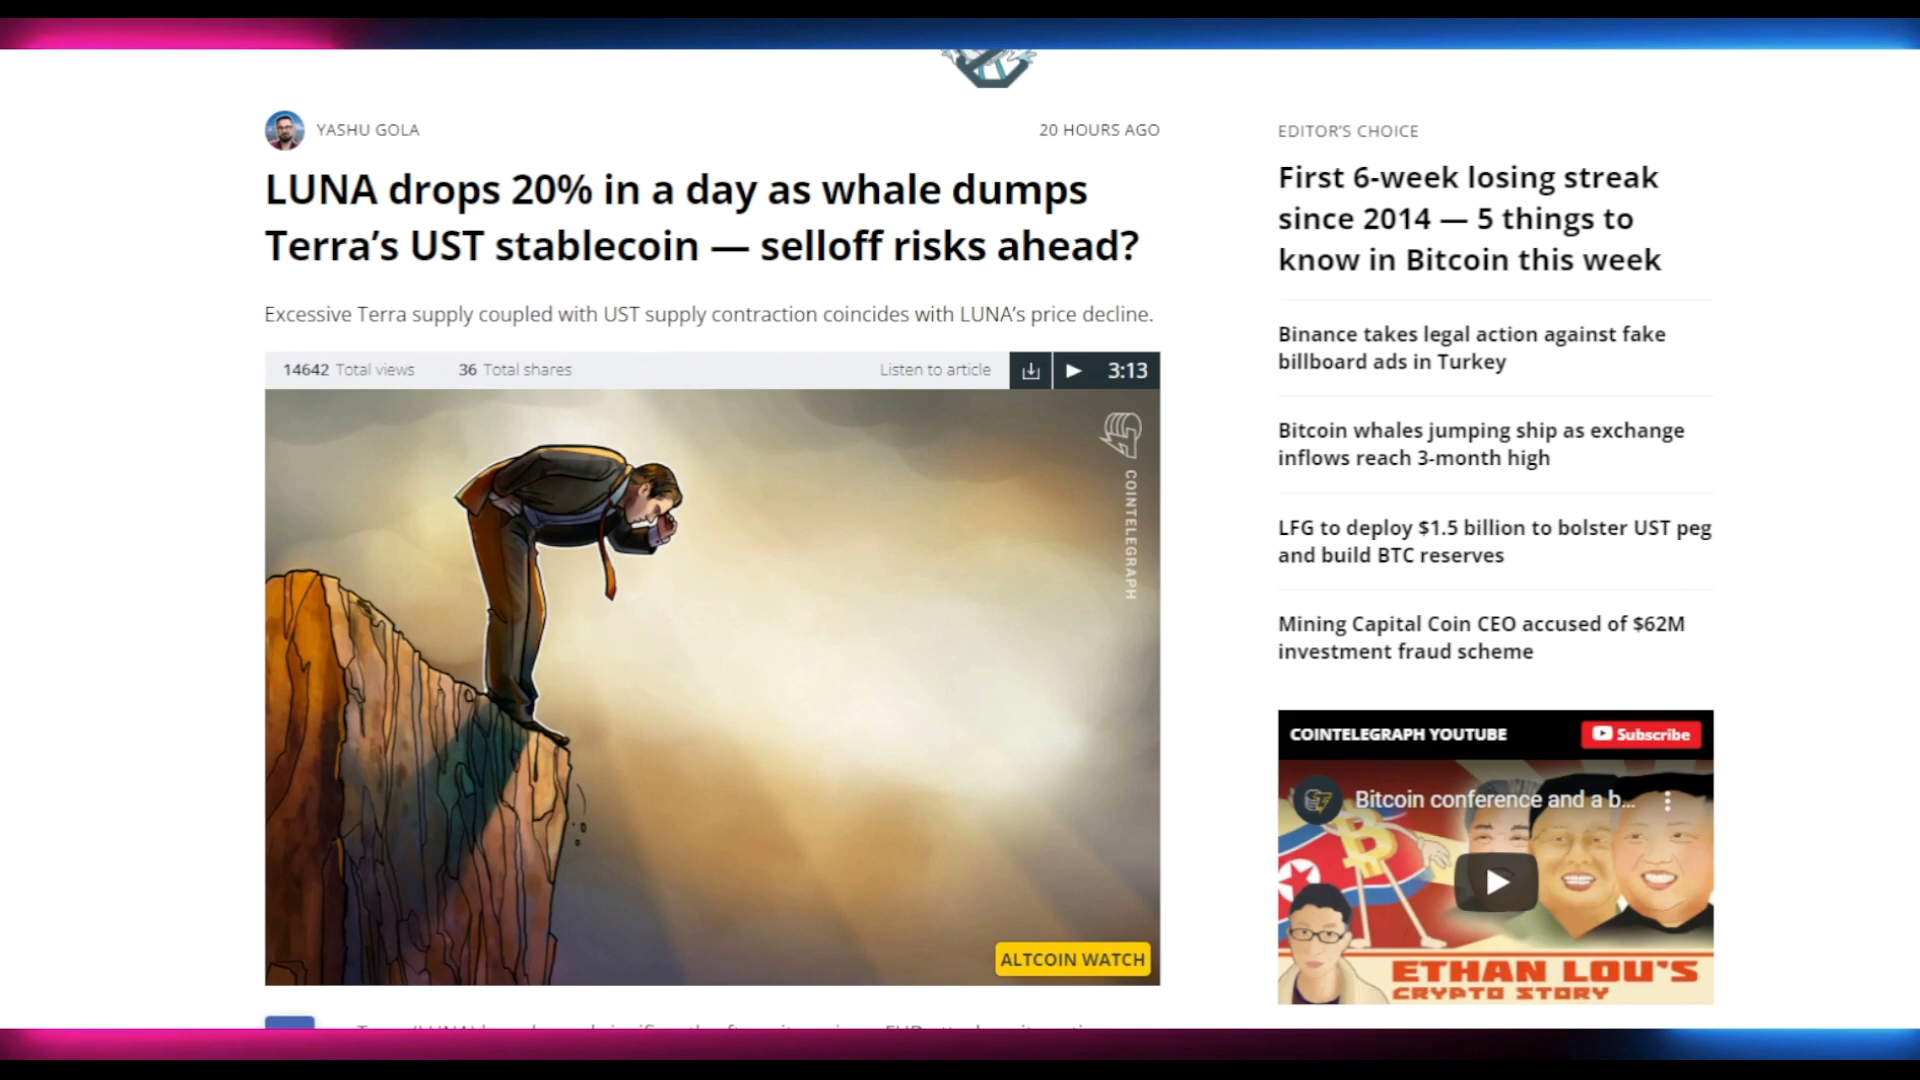 YASHU GOLA
20 HOURS AGO
LUNA drops 20% in a day as whale dumps
Terra's UST stablecoin — selloff risks ahead?
Excessive Terra supply coupled with UST supply contraction coincides with LUNA's price decline.
14642 Total views
36 Total shares
Listen to article
3:13
COINTELEGRAPH
ALTCOIN WATCH
EDITOR'S CHOICE
First 6-week losing streak
since 2014 — 5 things to
know in Bitcoin this week
Binance takes legal action against fake
billboard ads in Turkey
Bitcoin whales jumping ship as exchange
inflows reach 3-month high
LFG to deploy $1.5 billion to bolster UST peg
and build BTC reserves
Mining Capital Coin CEO accused of $62M
investment fraud scheme
COINTELEGRAPH YOUTUBE
Subscribe
Bitcoin conference and a b...
ETHAN LOU'S
CRYPTO STORY